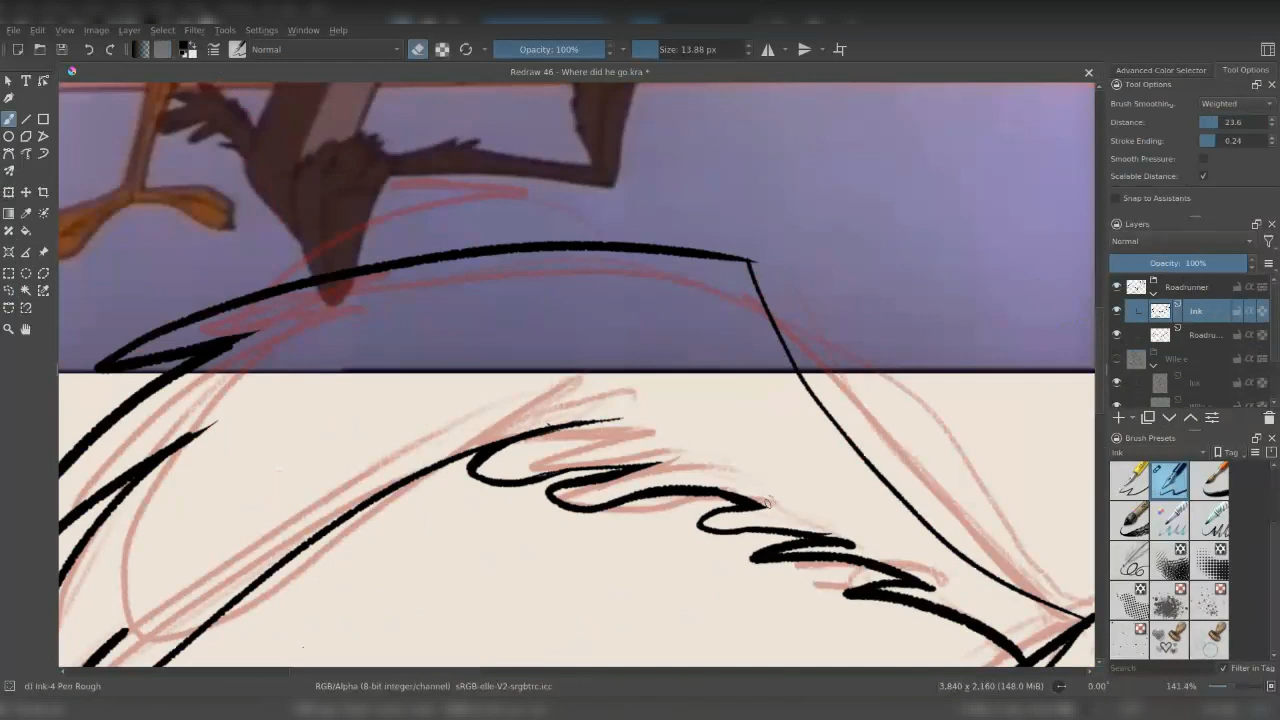 File Edit View Image Layer Select Filter Tools Settings Window Help
Normal Opacity: 100% Size: 13.88 px
Redraw 46 - Where did he go.kra *
Advanced Color Selector Tool Options
Tool Options
Brush Smoothing: Weighted
Distance: 23.6
Stroke Ending: 0.24
Smooth Pressure:
Scalable Distance:
Snap to Assistants
Layers
Normal
Opacity: 100%
Roadrunner
Ink
Roadru...
Wile e
Ink
Brush Presets
Ink Tag
Search Filter in Tag
d) Ink-4 Pen Rough RGB/Alpha (8-bit integer/channel) sRGB-elle-V2-srgbtrc.icc 3,840 x 2,160 (148.0 MiB) 0.00° 141.4%